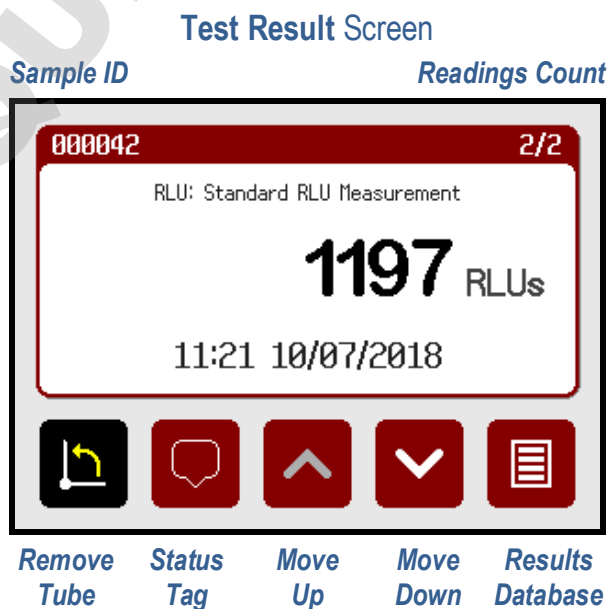 Test Result Screen
Sample ID Readings Count
000042 2/2
RLU: Standard RLU Measurement
1197 RLUs
11:21 10/07/2018
Remove Status Move Move Results
Tube Tag Up Down Database